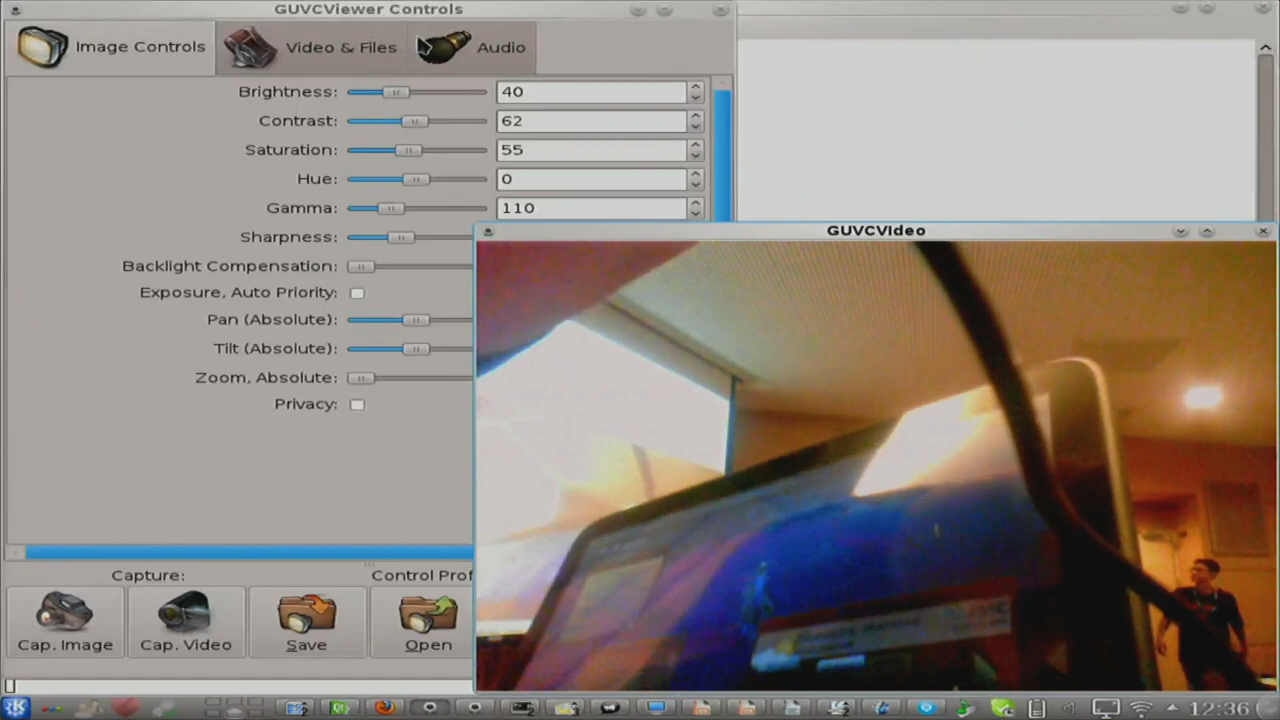 GUVCViewer Controls
Image Controls
Video & Files
Audio
Brightness: 40
Contrast: 62
Saturation: 55
Hue: 0
Gamma: 110
GUVCVideo
Sharpness:
Backlight Compensation:
Exposure, Auto Priority:
Pan (Absolute):
Tilt (Absolute):
Zoom, Absolute:
Privacy:
Capture:
Control Prof
Cap. Image
Cap. Video
Save
Open
12:36